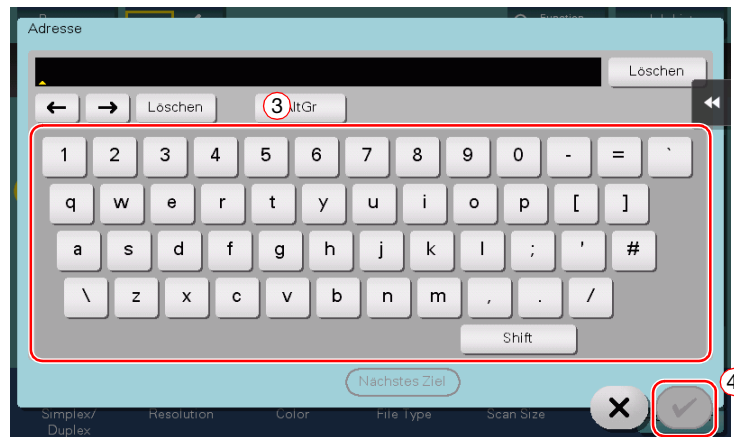 Adresse
Löschen
← → Löschen 3 ltGr
1 2 3 4 5 6 7 8 9 0 - = `
q w e r t y u i o p [ ]
a s d f g h j k l ; ' #
\ z x c v b n m , . /
Shift
Nächstes Ziel
4
Simplex/ Resolution Color File Type Scan Size
Duplex